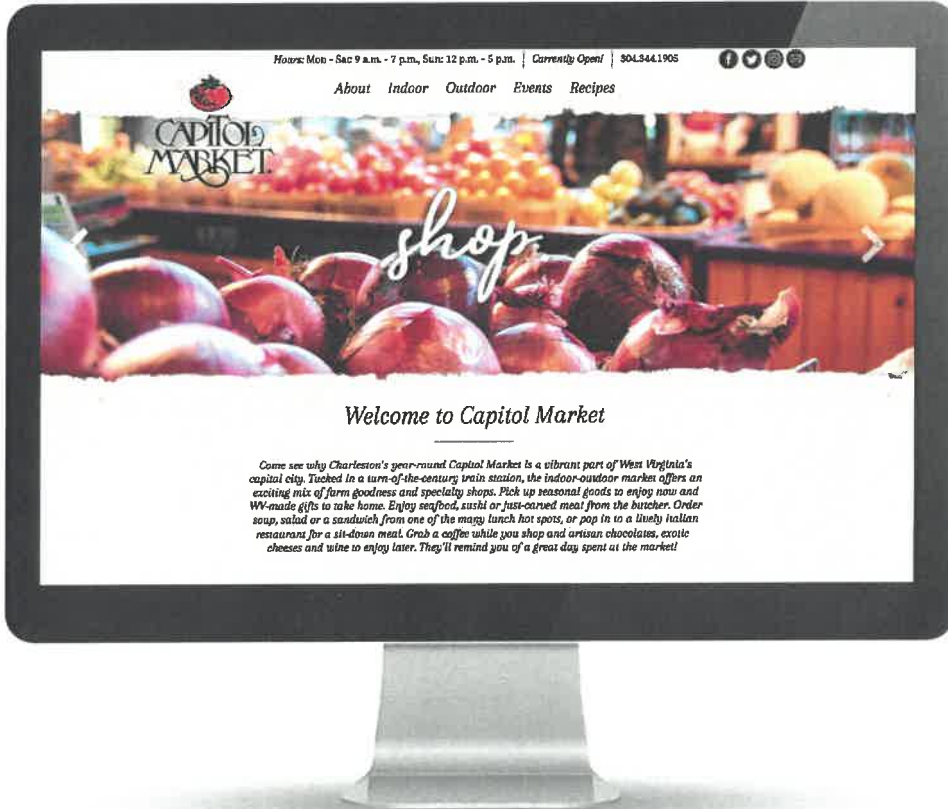 Hours: Mon - Sat: 9 a.m. - 7 p.m., Sun: 12 p.m. - 5 p.m. | Currently Open! | 304.344.1905
About Indoor Outdoor Events Recipes
CAPITOL
MARKET.
shop
Welcome to Capitol Market
Come see why Charleston's year-round Capitol Market is a vibrant part of West Virginia's
capital city. Tucked in a turn-of-the-century train station, the indoor-outdoor market offers an
exciting mix of farm goodness and specialty shops. Pick up seasonal goods to enjoy now and
WV-made gifts to take home. Enjoy seafood, sushi or just-carved meat from the butcher. Order
soup, salad or a sandwich from one of the many lunch hot spots, or pop in to a lively Italian
restaurant for a sit-down meal. Grab a coffee while you shop and artisan chocolates, exotic
cheeses and wine to enjoy later. They'll remind you of a great day spent at the market!